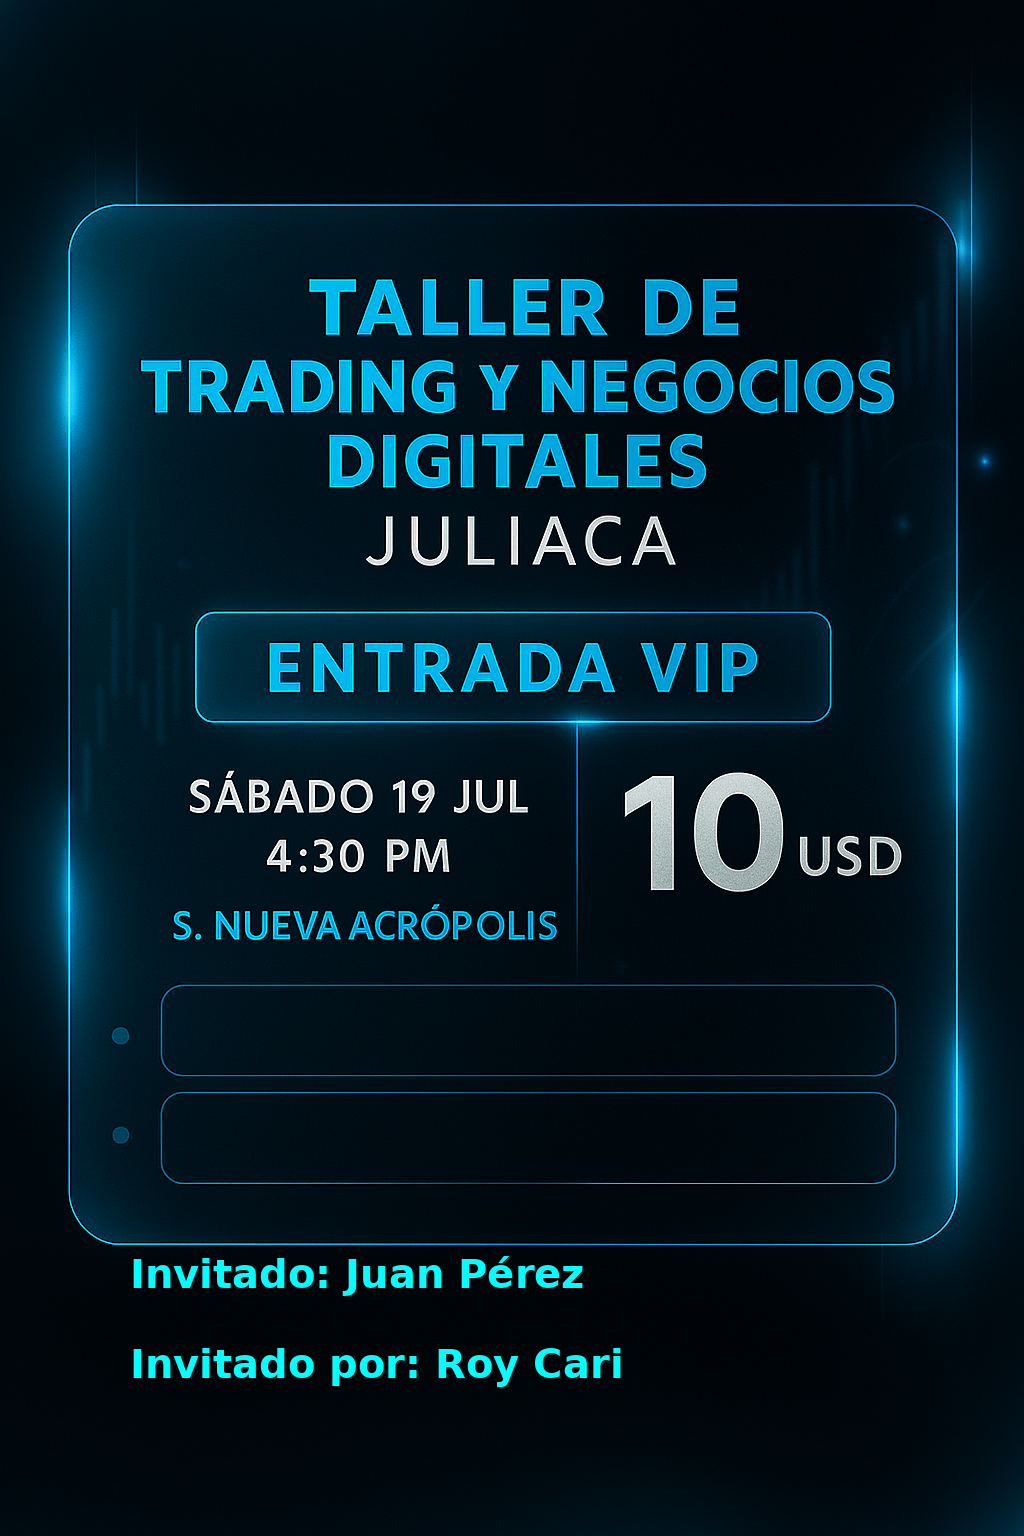 TALLER DE
TRADING Y NEGOCIOS
DIGITALES
JULIACA
ENTRADA VIP
SÁBADO 19 JUL
4:30 PM
S. NUEVA ACRÓPOLIS
10 USD
Invitado: Juan Pérez
Invitado por: Roy Cari